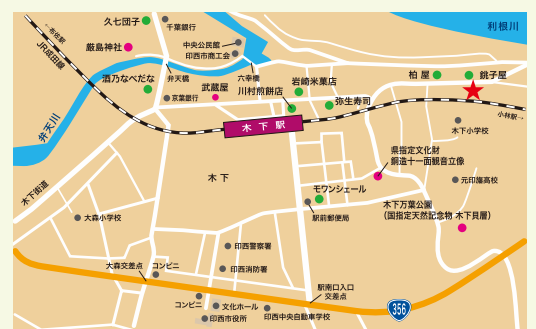 久七団子
千葉銀行
利根川
←布佐駅
JR成田線
厳島神社
中央公民館
印西市商工会
弁天橋
六幸橋
酒乃なべだな
武蔵屋
岩崎米菓店
川村煎餅店
柏屋
銚子屋
京葉銀行
弥生寿司
木下駅
小林駅→
弁天川
木下小学校
県指定文化財
銅造十一面観音立像
木下
木下街道
モワンシェール
元印旛高校
大森小学校
駅前郵便局
木下万葉公園
(国指定天然記念物 木下貝層)
印西警察署
大森交差点
コンビニ
印西消防署
駅南口入口
交差点
コンビニ
文化ホール
356
印西市役所
印西中央自動車学校